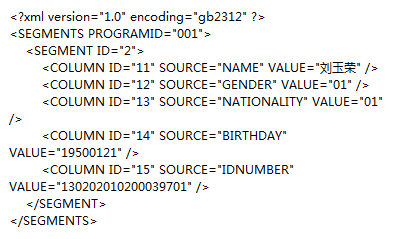 <?xml version="1.0" encoding="gb2312" ?>
<SEGMENTS PROGRAMID="001">
<SEGMENT ID="2">
<COLUMN ID="11" SOURCE="NAME" VALUE="刘玉荣" />
<COLUMN ID="12" SOURCE="GENDER" VALUE="01" />
<COLUMN ID="13" SOURCE="NATIONALITY" VALUE="01"
/>
<COLUMN ID="14" SOURCE="BIRTHDAY"
VALUE="19500121" />
<COLUMN ID="15" SOURCE="IDNUMBER"
VALUE="130202010200039701" />
</SEGMENT>
</SEGMENTS>